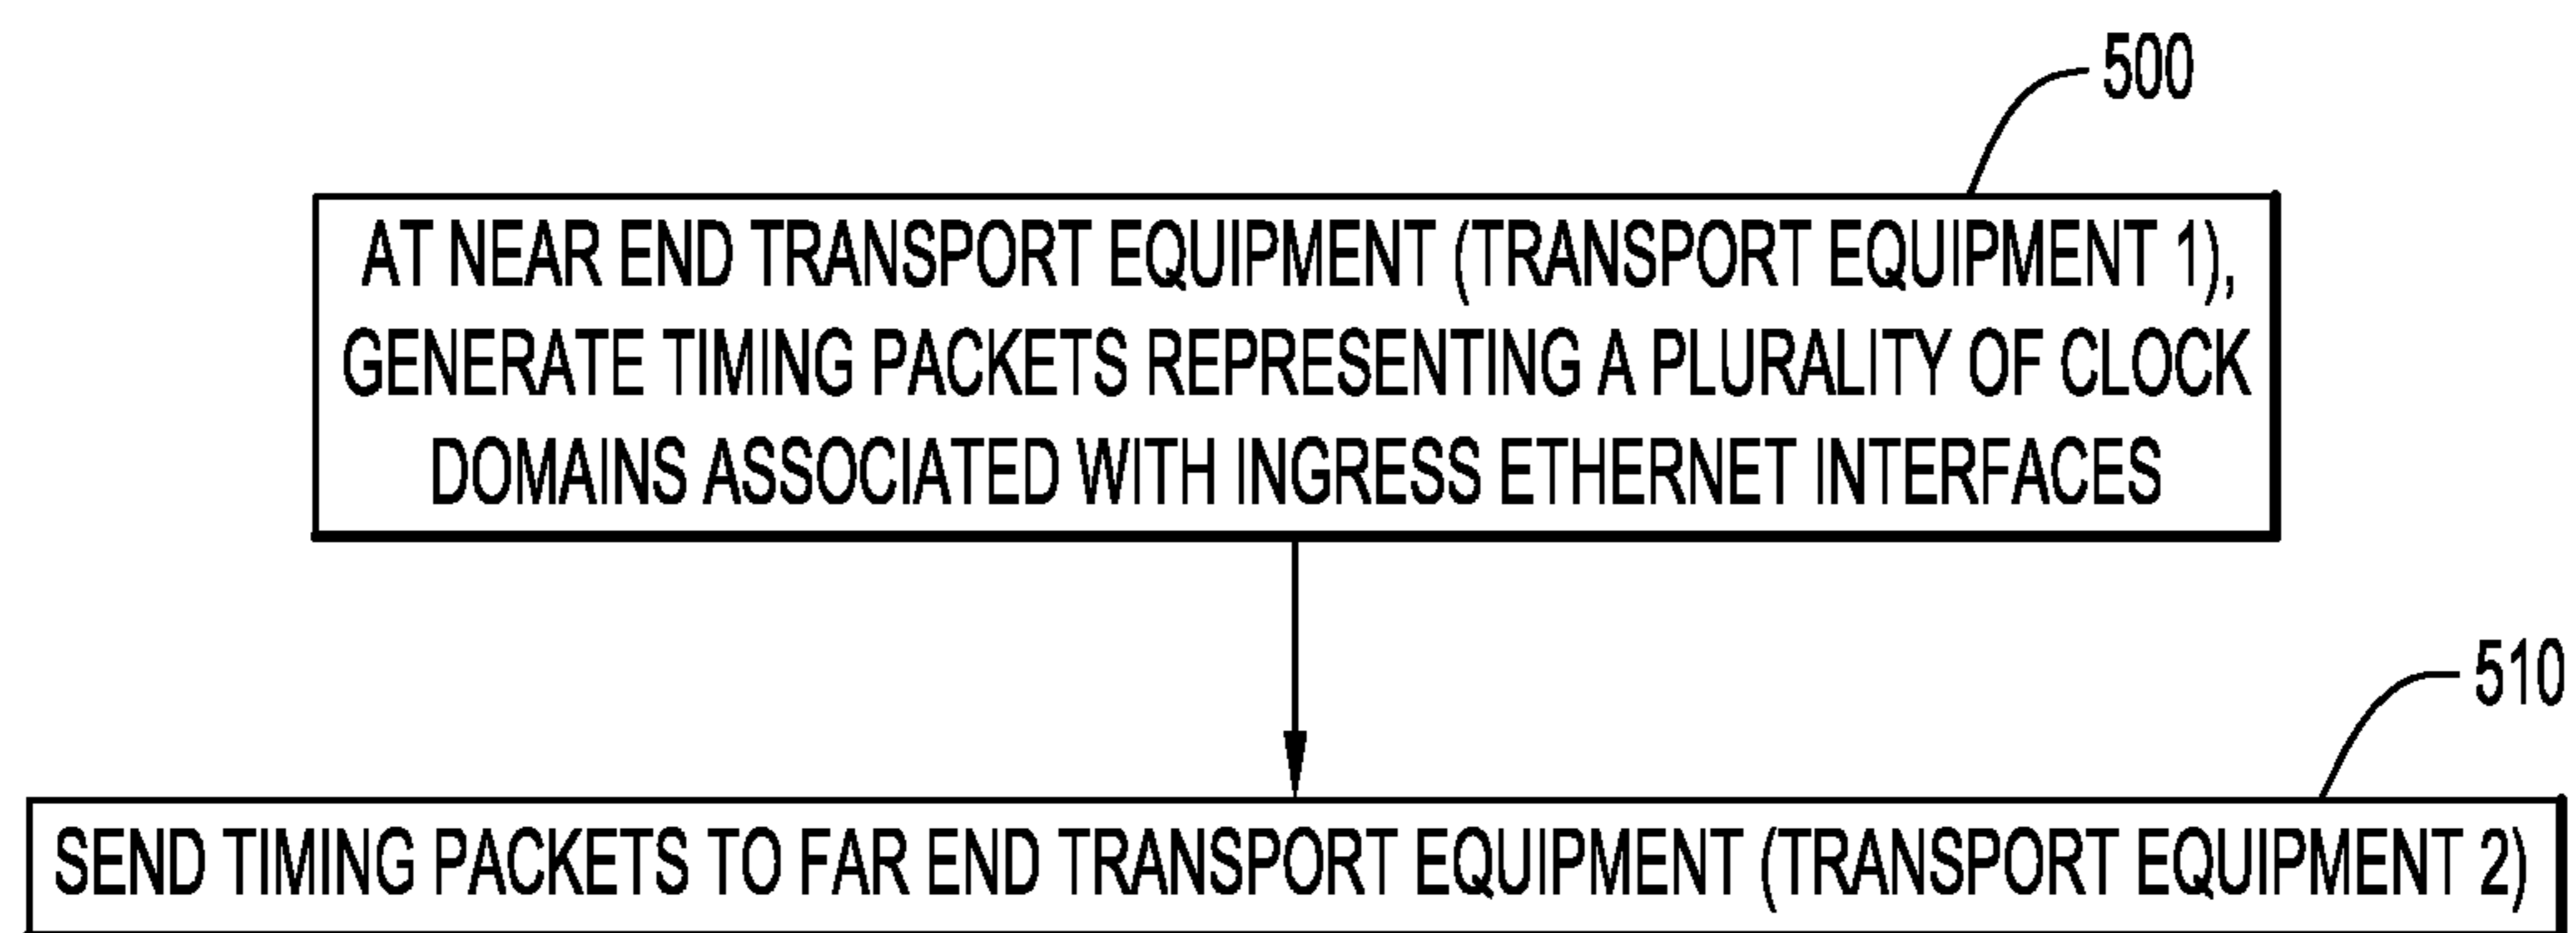 500
AT NEAR END TRANSPORT EQUIPMENT (TRANSPORT EQUIPMENT 1),
GENERATE TIMING PACKETS REPRESENTING A PLURALITY OF CLOCK
DOMAINS ASSOCIATED WITH INGRESS ETHERNET INTERFACES
510
SEND TIMING PACKETS TO FAR END TRANSPORT EQUIPMENT (TRANSPORT EQUIPMENT 2)